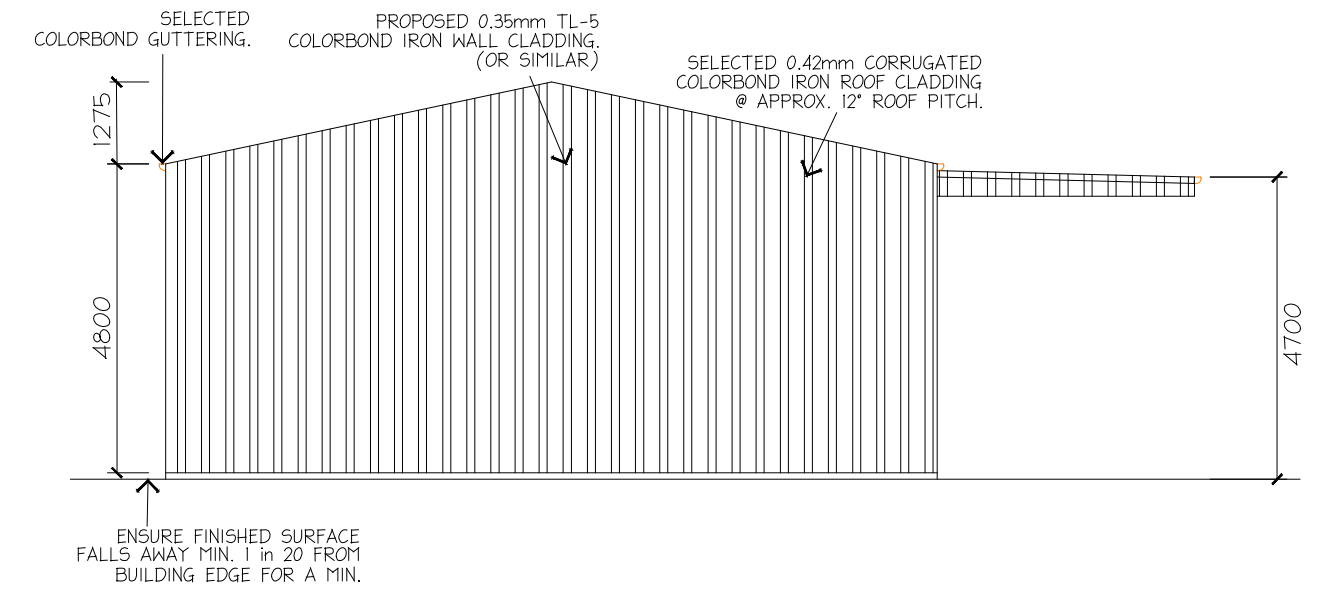 SELECTED
COLORBOND GUTTERING.
PROPOSED 0.35mm TL-5
COLORBOND IRON WALL CLADDING.
(OR SIMILAR)
SELECTED 0.42mm CORRUGATED
COLORBOND IRON ROOF CLADDING
@ APPROX. 12° ROOF PITCH.
1275
4800
4700
ENSURE FINISHED SURFACE
FALLS AWAY MIN. 1 in 20 FROM
BUILDING EDGE FOR A MIN.